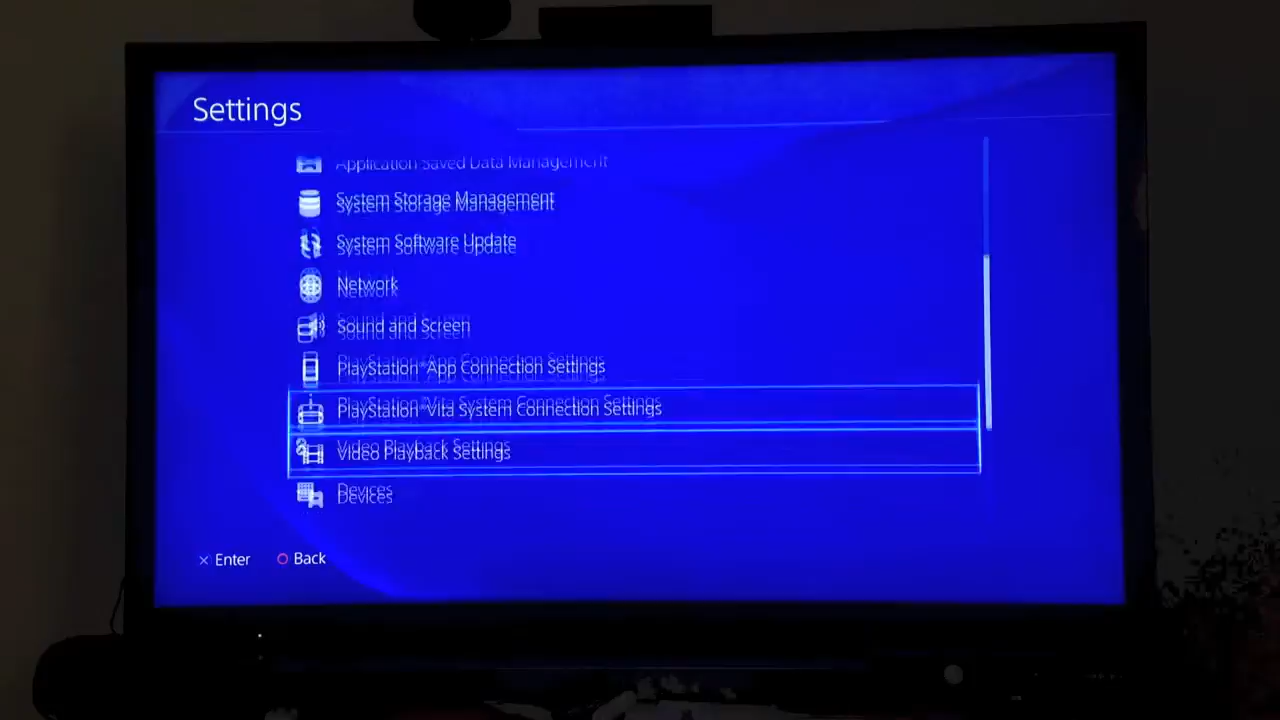 Settings
Application Saved Data Management
System Storage Management
System Software Update
Network
Sound and Screen
PlayStation®App Connection Settings
PlayStation®Vita System Connection Settings
Video Playback Settings
Devices
Enter Back